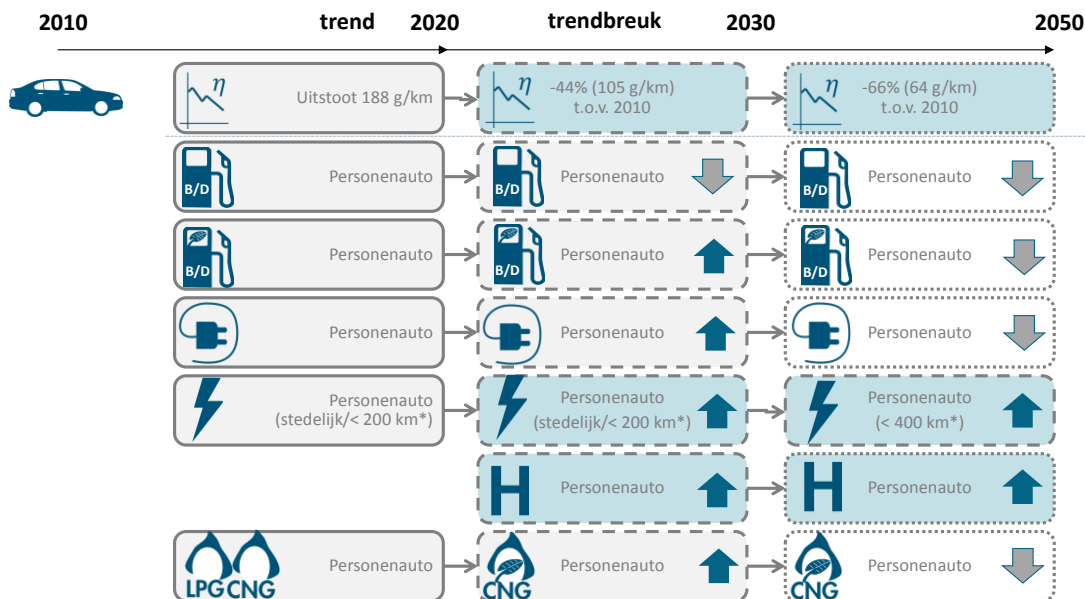 2010 trend 2020 trendbreuk 2030 2050
η Uitstoot 188 g/km η -44% (105 g/km) η -66% (64 g/km)
t.o.v. 2010 t.o.v. 2010
B/D Personenauto B/D Personenauto B/D Personenauto
B/D Personenauto B/D Personenauto B/D Personenauto
Personenauto Personenauto Personenauto
Personenauto Personenauto Personenauto
(stedelijk/< 200 km*) (stedelijk/< 200 km*) (< 400 km*)
H Personenauto H Personenauto
Personenauto Personenauto Personenauto
LPG CNG CNG CNG